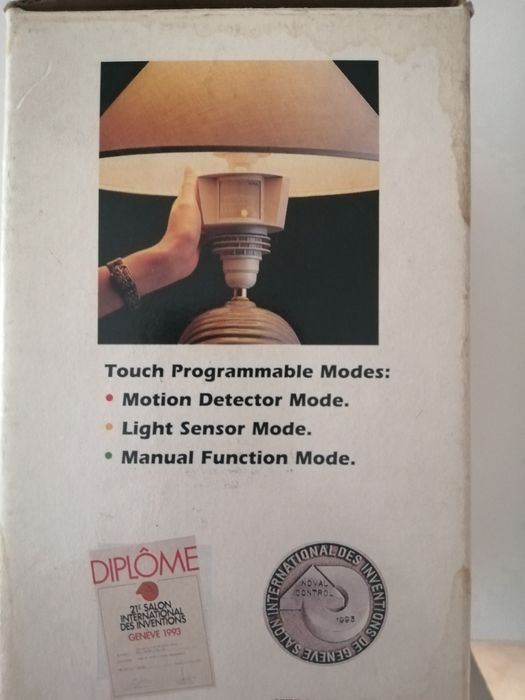 Touch Programmable Modes:
• Motion Detector Mode.
• Light Sensor Mode.
• Manual Function Mode.
DIPLÔME
21E SALON
INTERNATIONAL
DES INVENTIONS
GENEVE 1993
SALON INTERNATIONAL DES INVENTIONS DE GENEVE
NOVAL
CONTROL
1993